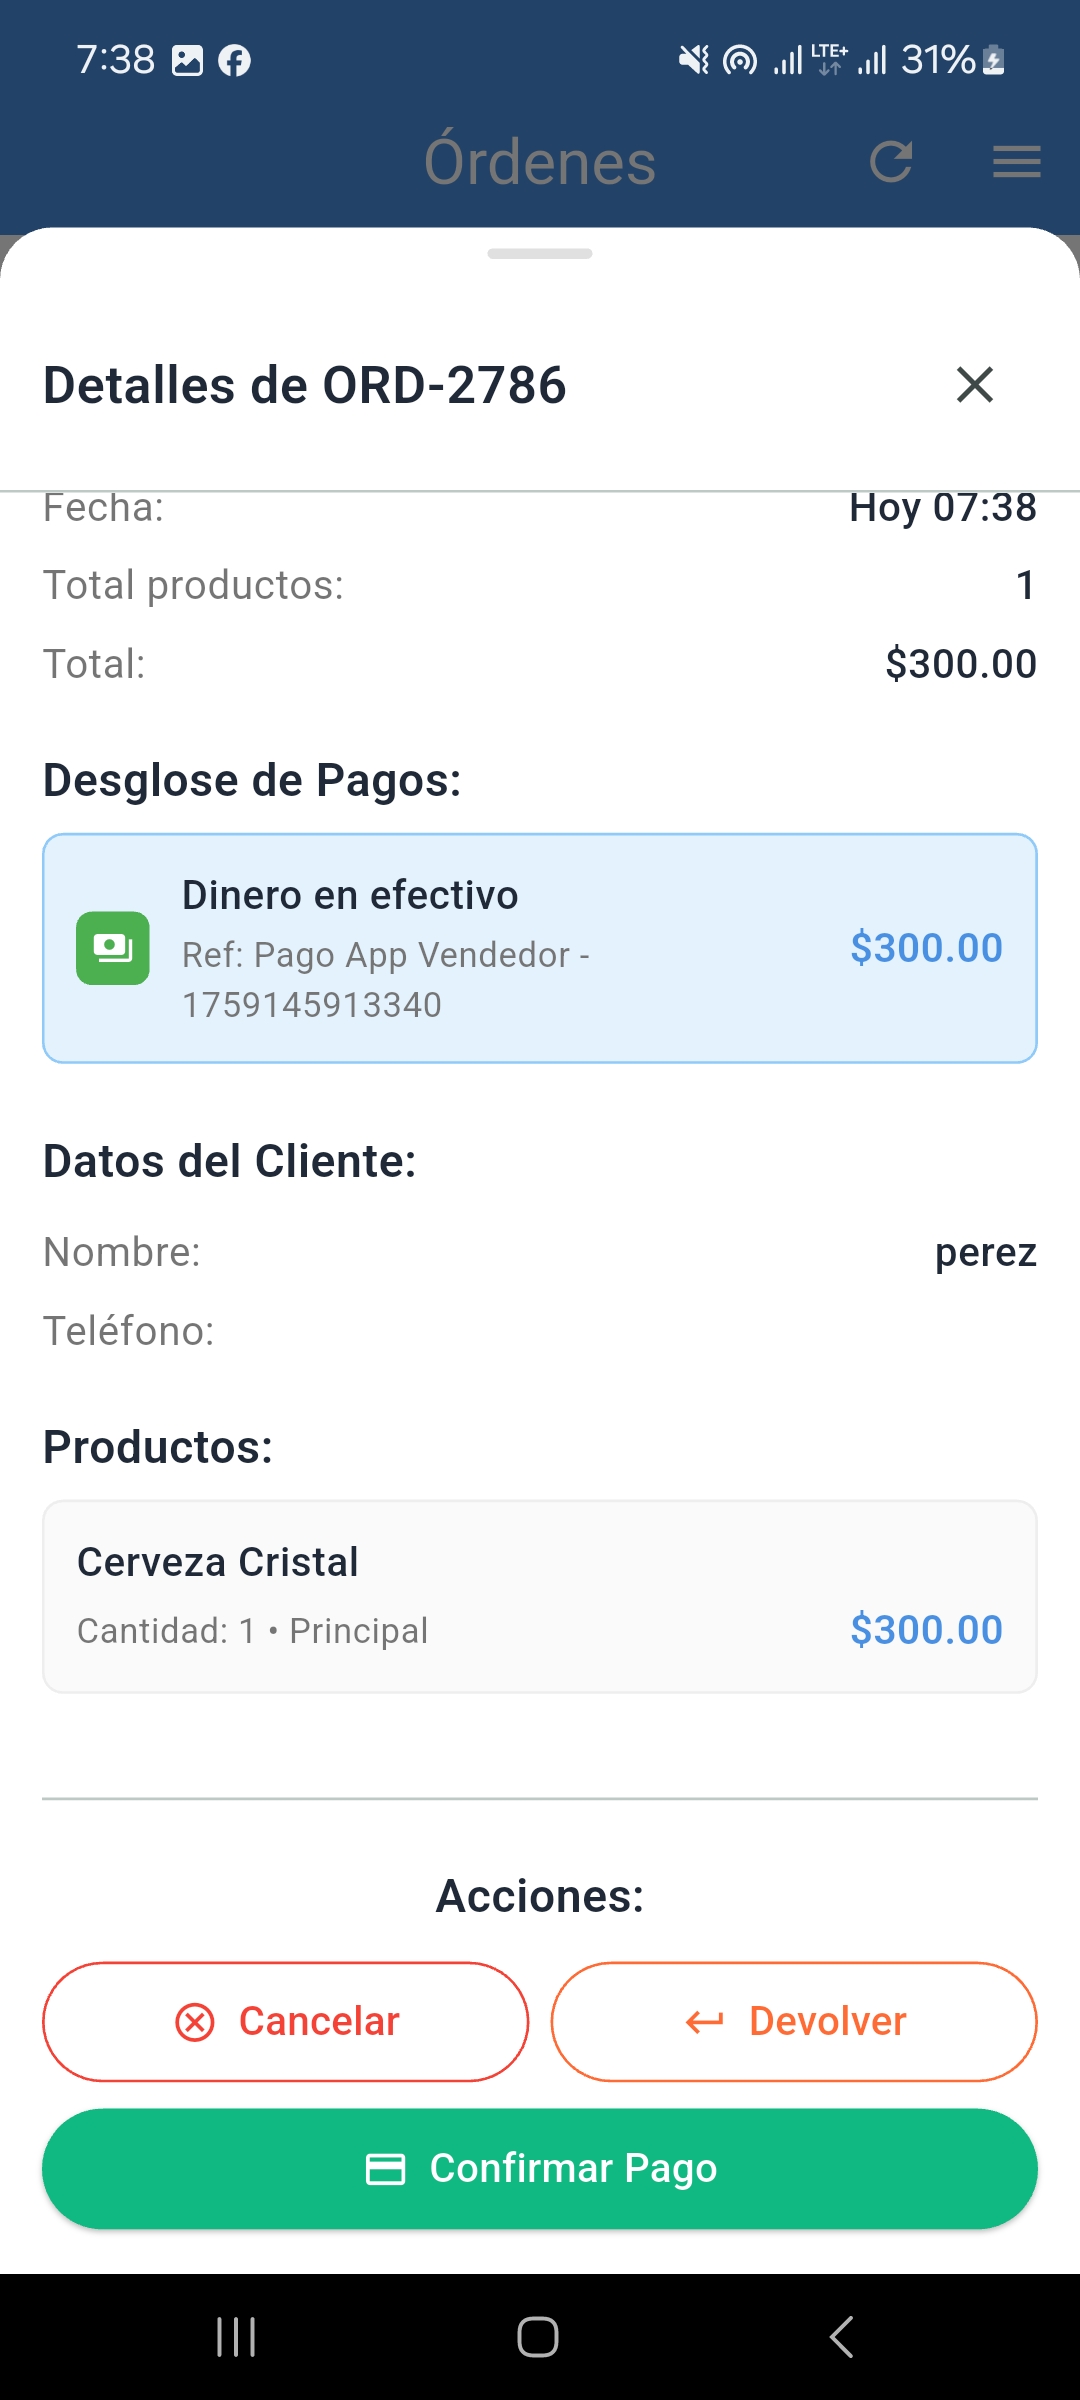 7:38 LTE+ 31%
Órdenes
Detalles de ORD-2786
Fecha: Hoy 07:38
Total productos: 1
Total: $300.00
Desglose de Pagos:
Dinero en efectivo
Ref: Pago App Vendedor -
1759145913340
$300.00
Datos del Cliente:
Nombre: perez
Teléfono:
Productos:
Cerveza Cristal
Cantidad: 1 • Principal $300.00
Acciones:
Cancelar Devolver
Confirmar Pago